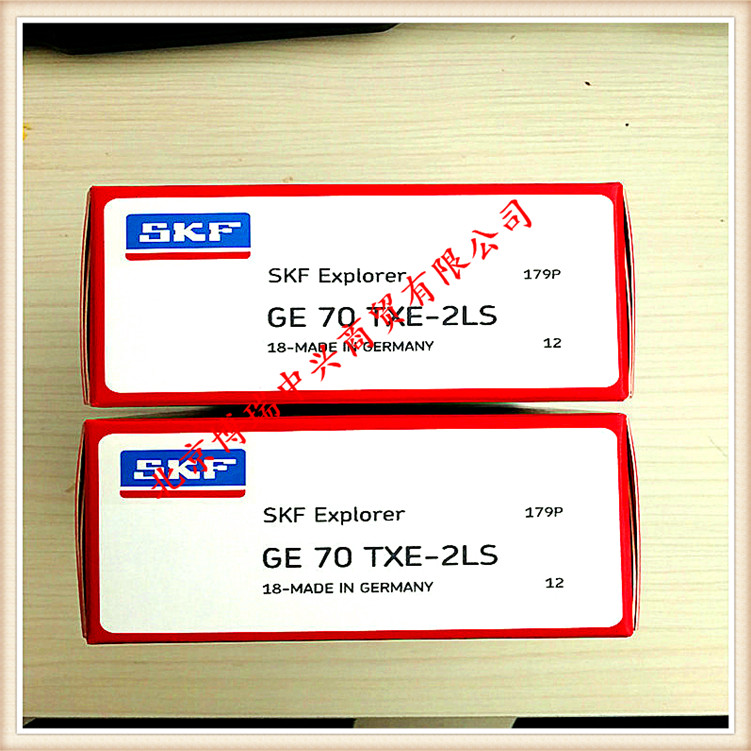 SKF
SKF Explorer
179P
GE 70 TXE-2LS
18-MADE IN GERMANY
12
北京博瑞中兴商贸有限公司
SKF
SKF Explorer
179P
GE 70 TXE-2LS
18-MADE IN GERMANY
12